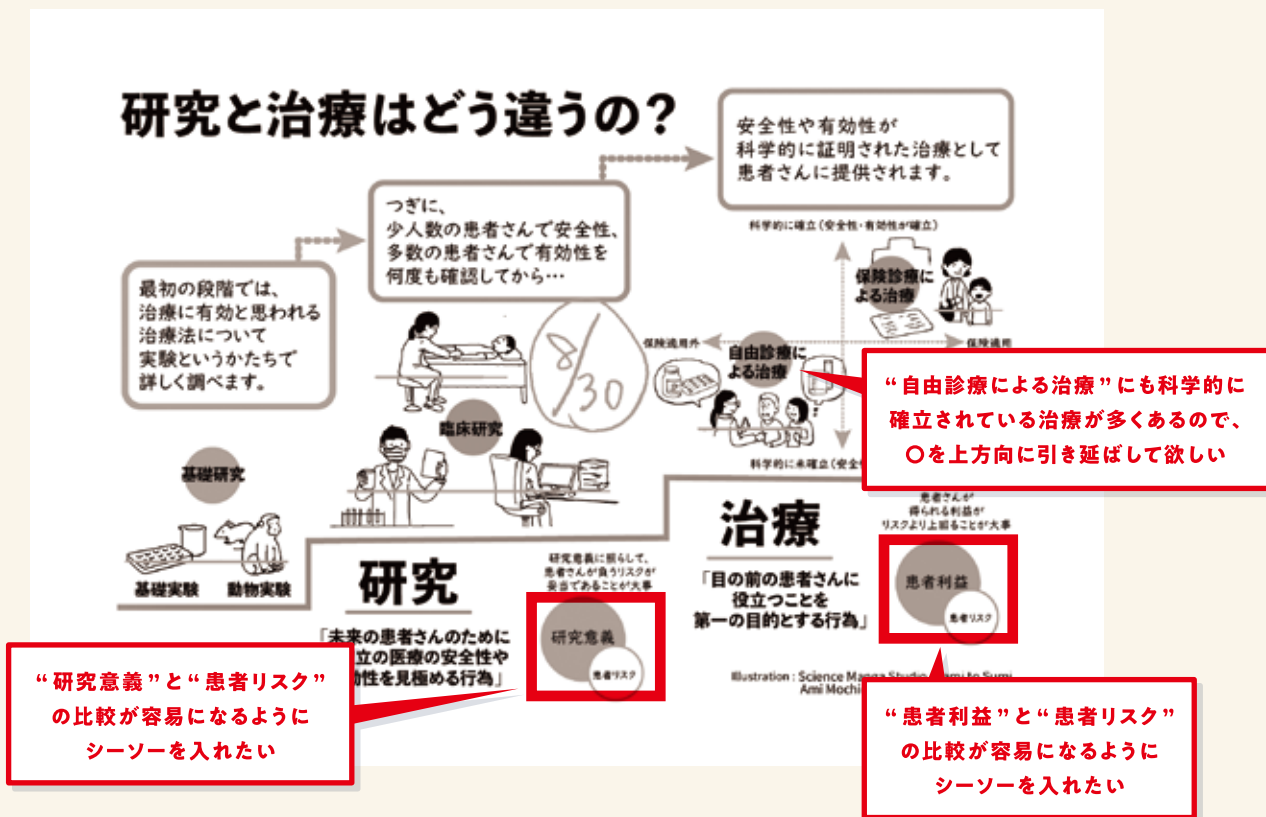 研究と治療はどう違うの？
安全性や有効性が
科学的に証明された治療として
患者さんに提供されます。
つぎに、
少人数の患者さんで安全性、
多数の患者さんで有効性を
何度も確認してから…
最初の段階では、
治療に有効と思われる
治療法について
実験というかたちで
詳しく調べます。
科学的に確立（安全性・有効性が確立）
保険診療に
よる治療
保険適用外
保険適用
自由診療に
よる治療
8/30
臨床研究
基礎研究
科学的に未確立（安全
“自由診療による治療”にも科学的に
確立されている治療が多くあるので、
〇を上方向に引き延ばして欲しい
基礎実験
動物実験
研究
「未来の患者さんのために
立の医療の安全性や
効性を見極める行為」
研究意義に照らして、
患者さんが負うリスクが
妥当であることが大事
研究意義
患者リスク
治療
「目の前の患者さんに
役立つことを
第一の目的とする行為」
患者さんが
得られる利益が
リスクより上回ることが大事
患者利益
患者リスク
Illustration : Science Manga Studio
Ami Mochi
“研究意義”と“患者リスク”
の比較が容易になるように
シーソーを入れたい
“患者利益”と“患者リスク”
の比較が容易になるように
シーソーを入れたい